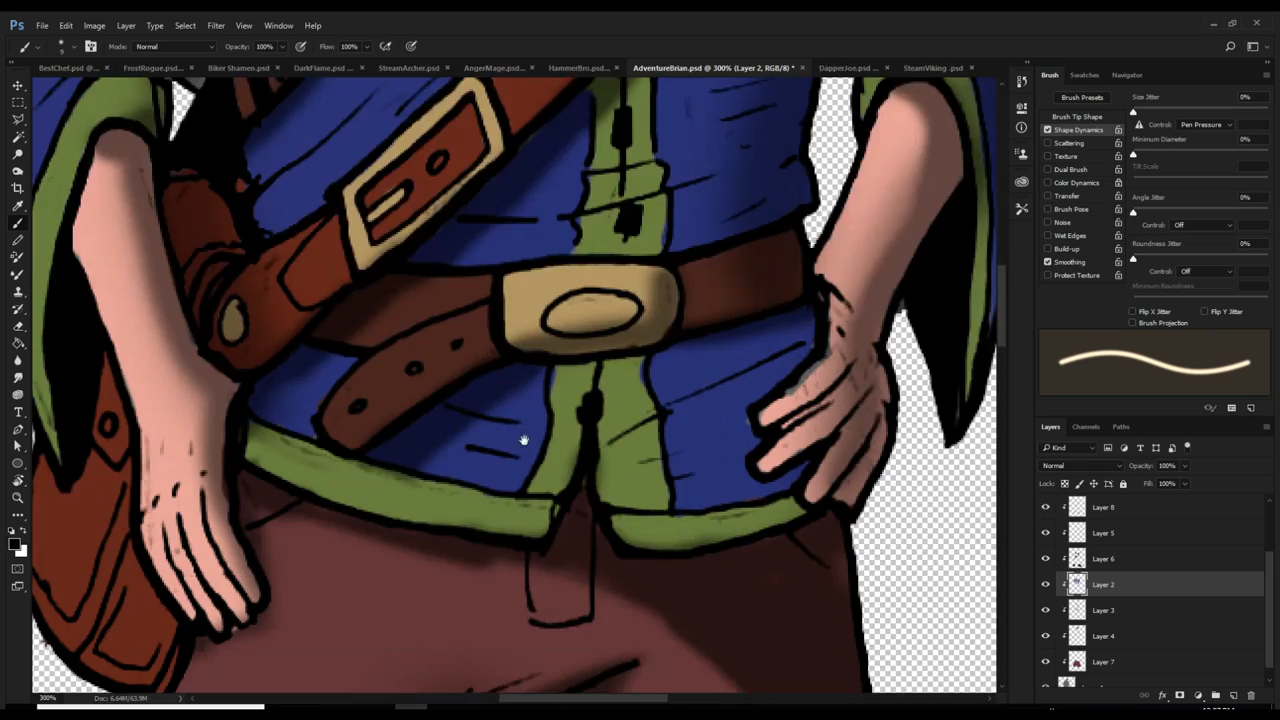 Ps File Edit Image Layer Type Select Filter View Window Help
Mode: Normal Opacity: 100% Flow: 100%
BestChef.psd @... × FrostRogue.psd... × Biker Shamen.psd × DarkFlame.psd ... × StreamArcher.psd × AngerMage.psd... × HammerBro.psd... × AdventureBrian.psd @ 300% (Layer 2, RGB/8) * × DapperJoe.psd ... × SteamViking .psd ×
Brush Swatches Navigator
Brush Presets Size Jitter 0%
Brush Tip Shape
Control: Pen Pressure
Shape Dynamics
Minimum Diameter 0%
Scattering
Texture
Tilt Scale
Dual Brush
Color Dynamics
Transfer Angle Jitter 0%
Brush Pose
Noise Control: Off
Wet Edges
Build-up Roundness Jitter 0%
Smoothing
Control: Off
Protect Texture
Minimum Roundness
Flip X Jitter Flip Y Jitter
Brush Projection
Layers Channels Paths
Kind
Normal Opacity: 100%
Lock: Fill: 100%
Layer 8
Layer 5
Layer 6
Layer 2
Layer 3
Layer 4
Layer 7
300% Doc: 6.64M/63.9M